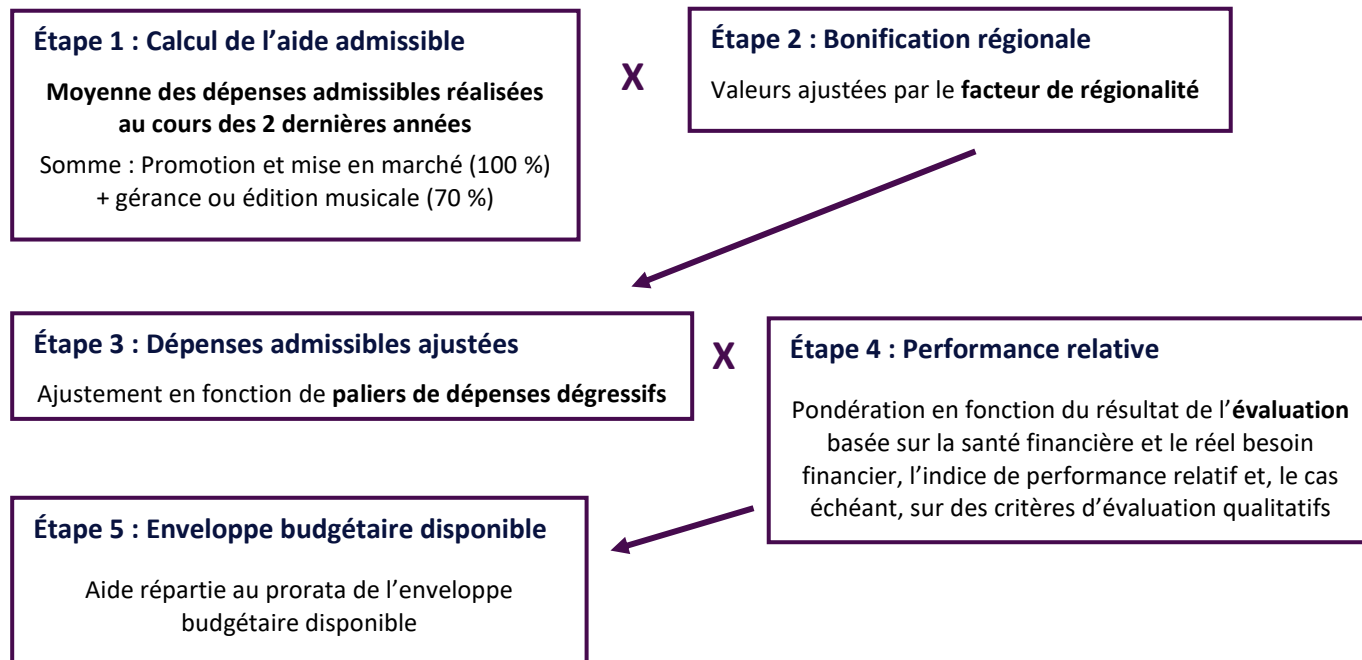 Étape 1 : Calcul de l’aide admissible
Moyenne des dépenses admissibles réalisées
au cours des 2 dernières années
Somme : Promotion et mise en marché (100 %)
+ gérance ou édition musicale (70 %)
X
Étape 2 : Bonification régionale
Valeurs ajustées par le facteur de régionalité
Étape 3 : Dépenses admissibles ajustées
Ajustement en fonction de paliers de dépenses dégressifs
X
Étape 4 : Performance relative
Pondération en fonction du résultat de l’évaluation
basée sur la santé financière et le réel besoin
financier, l’indice de performance relatif et, le cas
échéant, sur des critères d’évaluation qualitatifs
Étape 5 : Enveloppe budgétaire disponible
Aide répartie au prorata de l’enveloppe
budgétaire disponible